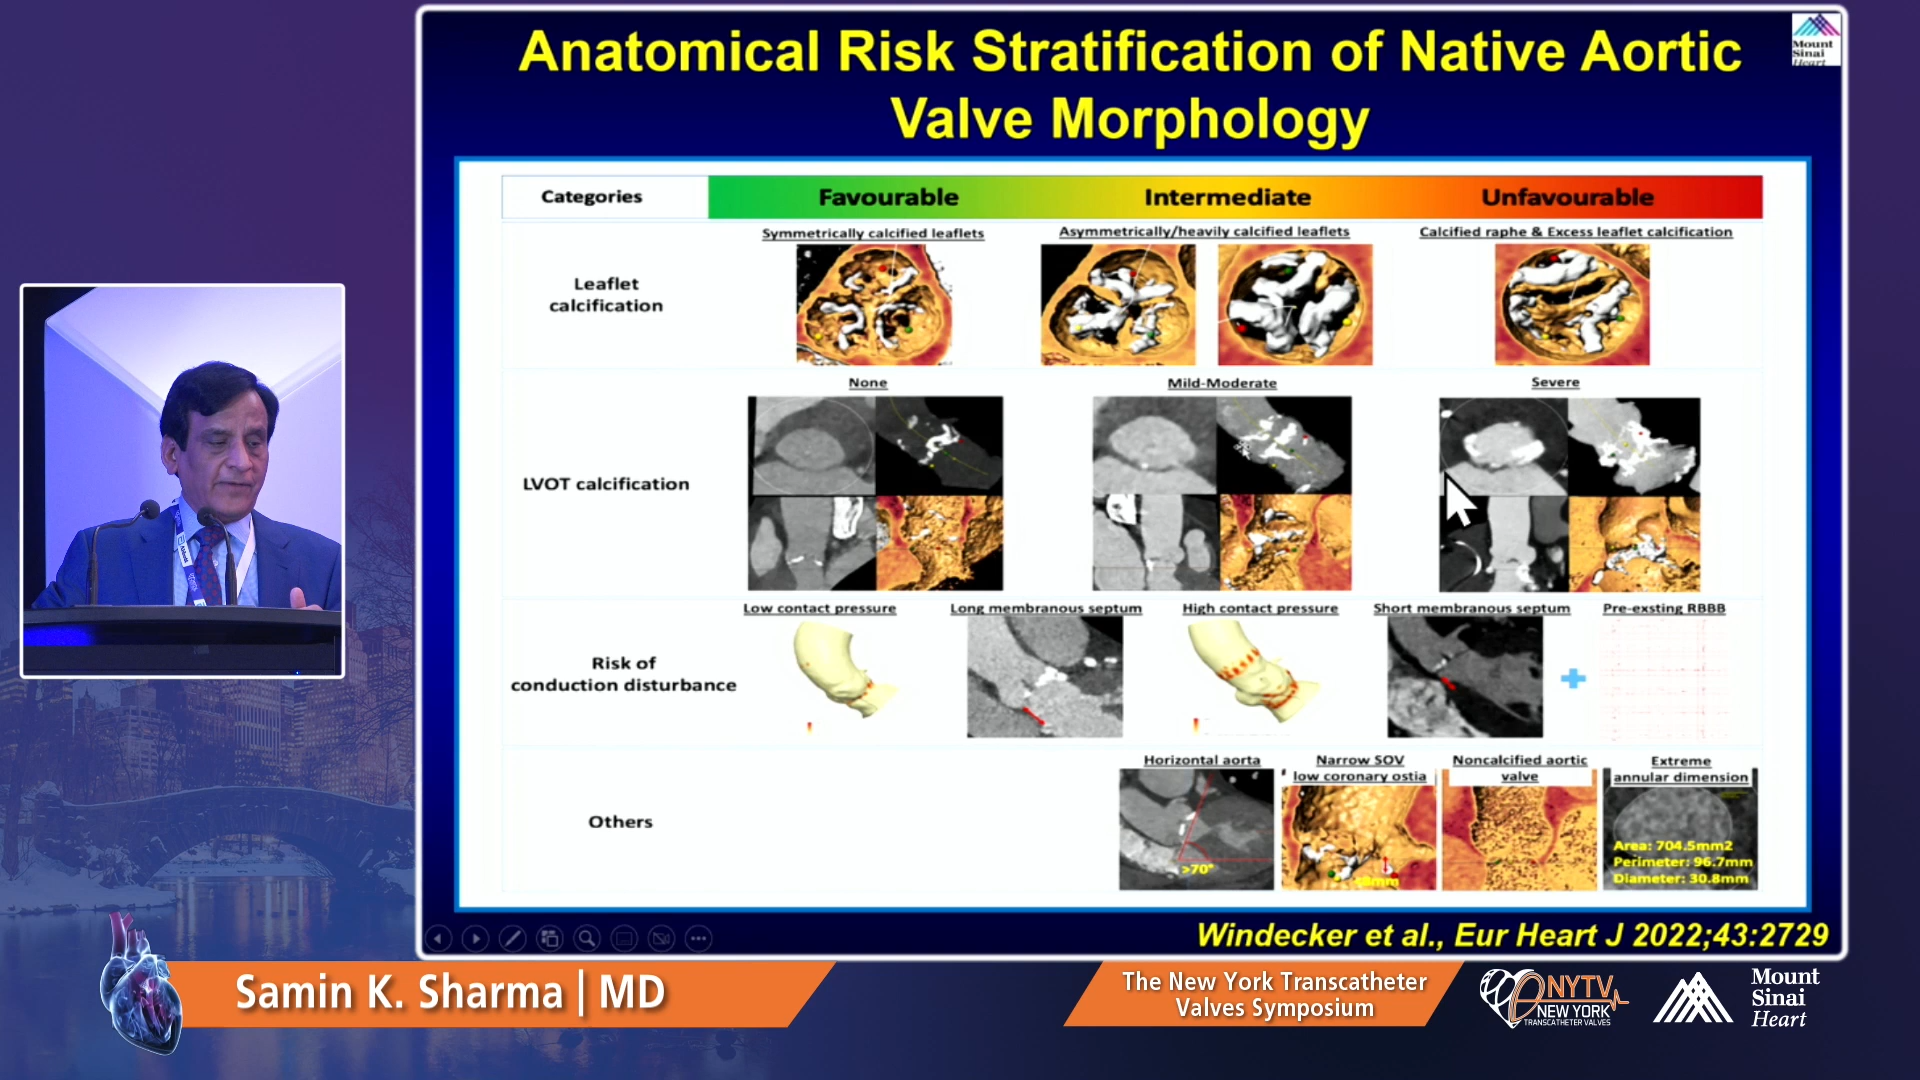 Anatomical Risk Stratification of Native Aortic
Valve Morphology
Mount
Sinai
Heart
Categories
Favourable
Intermediate
Unfavourable
Symmetrically calcified leaflets
Asymmetrically/heavily calcified leaflets
Calcified raphe & Excess leaflet calcification
Leaflet
calcification
None
Mild-Moderate
Severe
LVOT calcification
Low contact pressure
Long membranous septum
High contact pressure
Short membranous septum
Pre-exsting RBBB
Risk of
conduction disturbance
Horizontal aorta
Narrow SOV
low coronary ostia
Noncalcified aortic
valve
Extreme
annular dimension
Others
>70°
Area: 704.5mm2
Perimeter: 96.7mm
Diameter: 30.8mm
Windecker et al., Eur Heart J 2022;43:2729
Samin K. Sharma | MD
The New York Transcatheter
Valves Symposium
NYTV
NEW YORK
TRANSCATHETER VALVES
Mount
Sinai
Heart